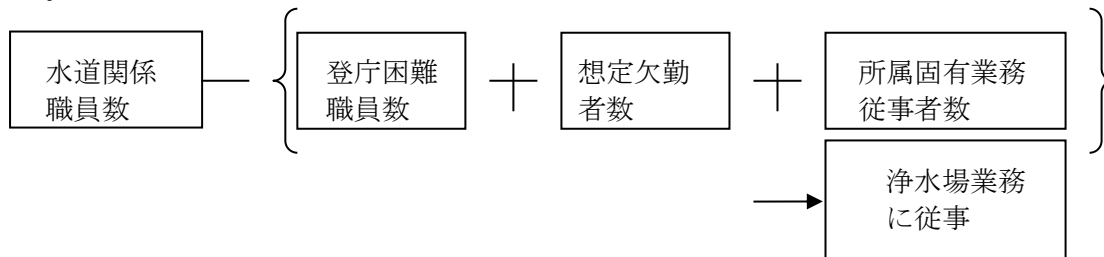 水道関係
職員数
登庁困難
職員数
想定欠勤
者数
所属固有業務
従事者数
浄水場業務
に従事